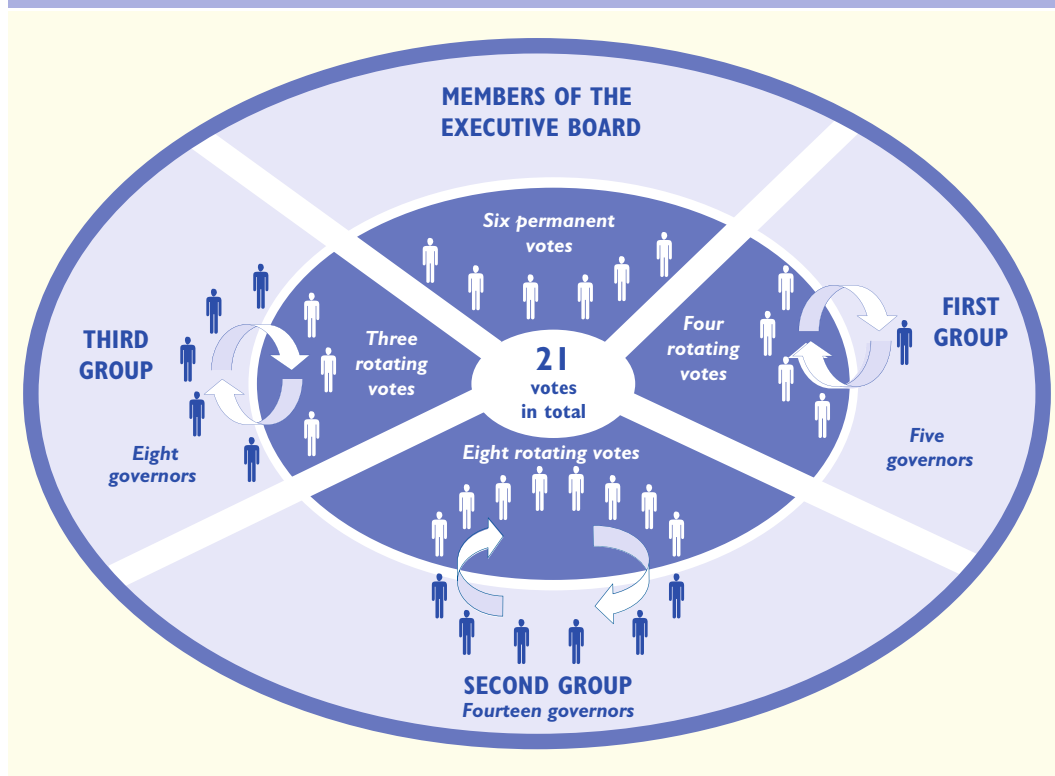 MEMBERS OF THE
EXECUTIVE BOARD
Six permanent
votes
THIRD
GROUP
Eight
governors
Three
rotating
votes
21
votes
in total
Four
rotating
votes
FIRST
GROUP
Five
governors
Eight rotating votes
SECOND GROUP
Fourteen governors